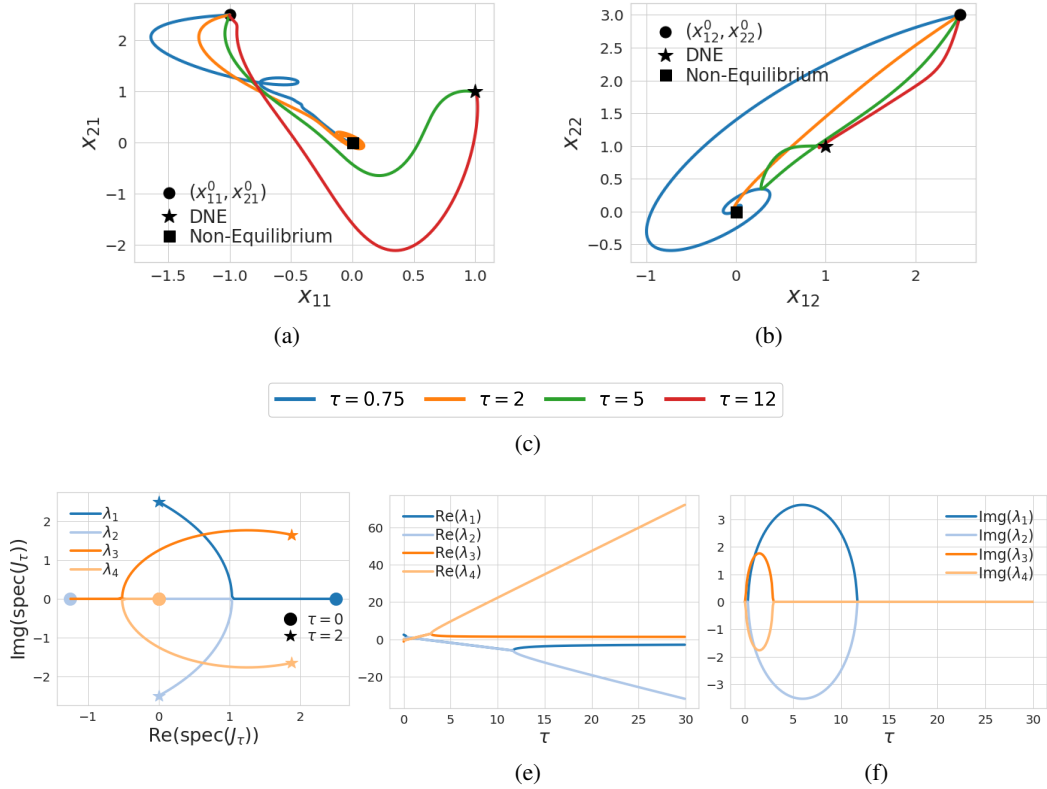 2
1
0
−1
−2
−1.5
−1.0
−0.5
0.0
0.5
1.0
x₂₁
x₁₁
(x⁰₁₁, x⁰₂₁)
DNE
Non-Equilibrium
(a)
3.0
2.5
2.0
1.5
1.0
0.5
0.0
−0.5
−1
0
1
2
x₂₂
x₁₂
(x⁰₁₂, x⁰₂₂)
DNE
Non-Equilibrium
(b)
τ = 0.75 τ = 2 τ = 5 τ = 12
(c)
2
1
0
−1
−2
−1
0
1
2
Img(spec(J_τ))
Re(spec(J_τ))
λ₁
λ₂
λ₃
λ₄
τ = 0
τ = 2
60
40
20
0
−20
0
5
10
15
20
25
30
τ
Re(λ₁)
Re(λ₂)
Re(λ₃)
Re(λ₄)
(e)
3
2
1
0
−1
−2
−3
0
5
10
15
20
25
30
τ
Img(λ₁)
Img(λ₂)
Img(λ₃)
Img(λ₄)
(f)